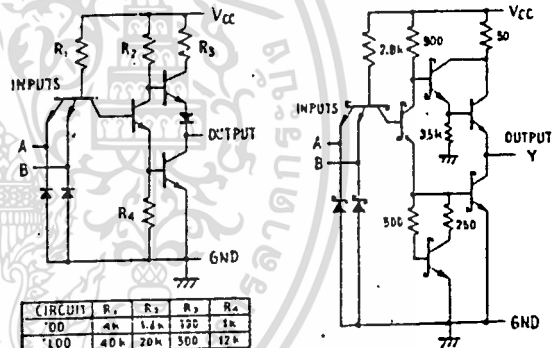 Vcc
R₁
R₂
R₃
INPUTS
A
B
OUTPUT
R₄
GND
CIRCUIT R₁ R₂ R₃ R₄
'00 4k 1.6k 130 1k
'L00 40k 20k 500 12k
Vcc
2.8k
900
50
INPUTS
A
B
3.5k
OUTPUT
Y
500
250
GND